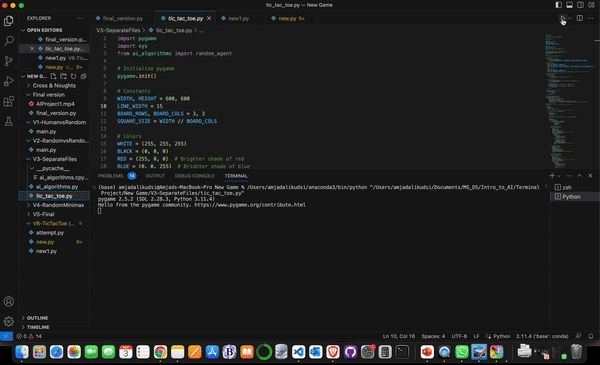 tic_tac_toe.py — New Game
EXPLORER
final_version.py
tic_tac_toe.py
new1.py
new.py 9+
OPEN EDITORS
final_version.py
tic_tac_toe.py...
new1.py V6-Tic...
new.py V... 9+
NEW G...
Cross & Noughts
Final version
AIProject1.mp4
final_version.py
V1-HumanvsRandom
main.py
V2-RandomvsRandom
main.py
V3-SeparateFiles
__pycache__
ai_algorithms.cpy...
ai_algorithms.py
tic_tac_toe.py
V4-RandomMinimax
V5-Final
V6-TicTacToe
attempt.py
new.py 9+
new1.py
OUTLINE
TIMELINE
V3-SeparateFiles > tic_tac_toe.py > ...
1 import pygame
2 import sys
3 from ai_algorithms import random_agent
4
5 # Initialize pygame
6 pygame.init()
7
8 # Constants
9 WIDTH, HEIGHT = 600, 600
10 LINE_WIDTH = 15
11 BOARD_ROWS, BOARD_COLS = 3, 3
12 SQUARE_SIZE = WIDTH // BOARD_COLS
13
14 # Colors
15 WHITE = (255, 255, 255)
16 BLACK = (0, 0, 0)
17 RED = (255, 0, 0) # Brighter shade of red
18 BLUE = (0, 0, 255) # Brighter shade of blue
PROBLEMS 14 OUTPUT DEBUG CONSOLE TERMINAL
(base) amjadalikudsi@Amjads-MacBook-Pro New Game % /Users/amjadalikudsi/anaconda3/bin/python "/Users/amjadalikudsi/Documents/MS_DS/Intro_to_AI/Terminal
Project/New Game/V3-SeparateFiles/tic_tac_toe.py"
pygame 2.5.2 (SDL 2.28.3, Python 3.11.4)
Hello from the pygame community. https://www.pygame.org/contribute.html
zsh
Python
0 14
Ln 10, Col 16 Spaces: 4 UTF-8 LF Python 3.11.4 ('base': conda)